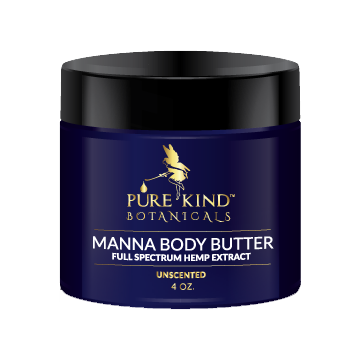 PURE KIND™
BOTANICALS
MANNA BODY BUTTER
FULL SPECTRUM HEMP EXTRACT
UNSCENTED
4 OZ.